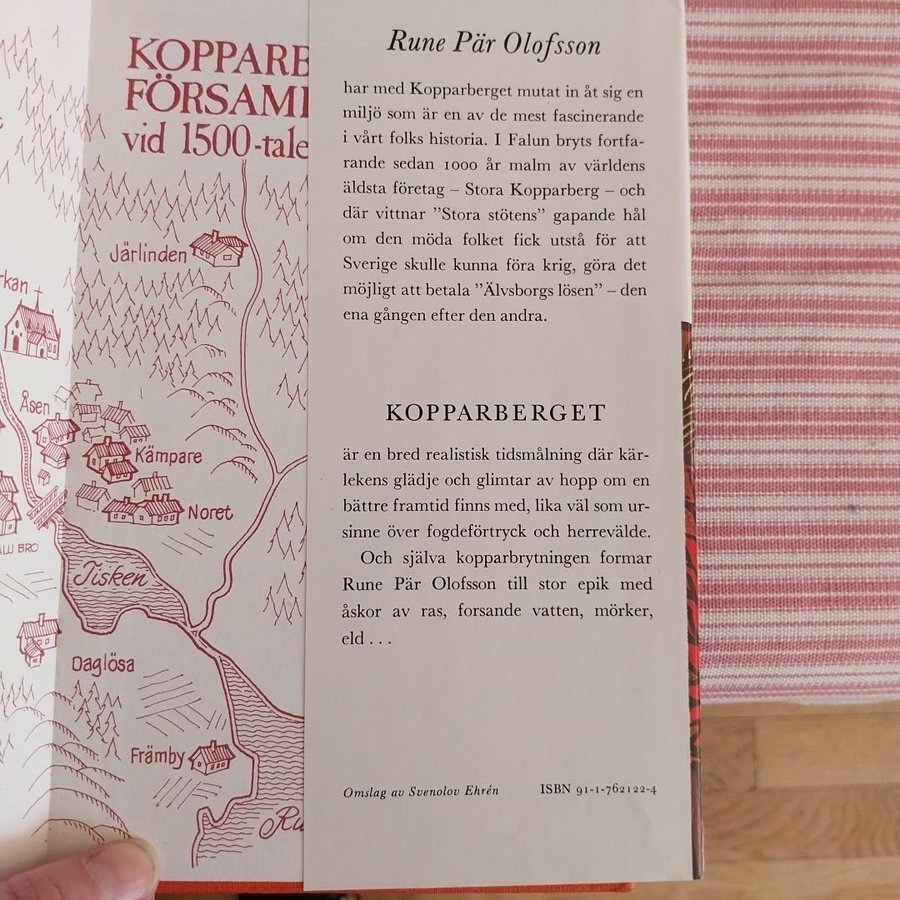 KOPPARB
FÖRSAML
vid 1500-tale
Järlinden
rkan
Åsen
Kämpare
Noret
LU BRO
Tisken
Daglösa
Främby
Ru
Rune Pär Olofsson
har med Kopparberget mutat in åt sig en
miljö som är en av de mest fascinerande
i vårt folks historia. I Falun bryts fortfa-
rande sedan 1000 år malm av världens
äldsta företag – Stora Kopparberg – och
där vittnar ”Stora stötens” gapande hål
om den möda folket fick utstå för att
Sverige skulle kunna föra krig, göra det
möjligt att betala ”Älvsborgs lösen” – den
ena gången efter den andra.
KOPPARBERGET
är en bred realistisk tidsmålning där kär-
lekens glädje och glimtar av hopp om en
bättre framtid finns med, lika väl som ur-
sinne över fogdeförtryck och herrevälde.
Och själva kopparbrytningen formar
Rune Pär Olofsson till stor epik med
åskor av ras, forsande vatten, mörker,
eld . . .
Omslag av Svenolov Ehrén ISBN 91-1-762122-4